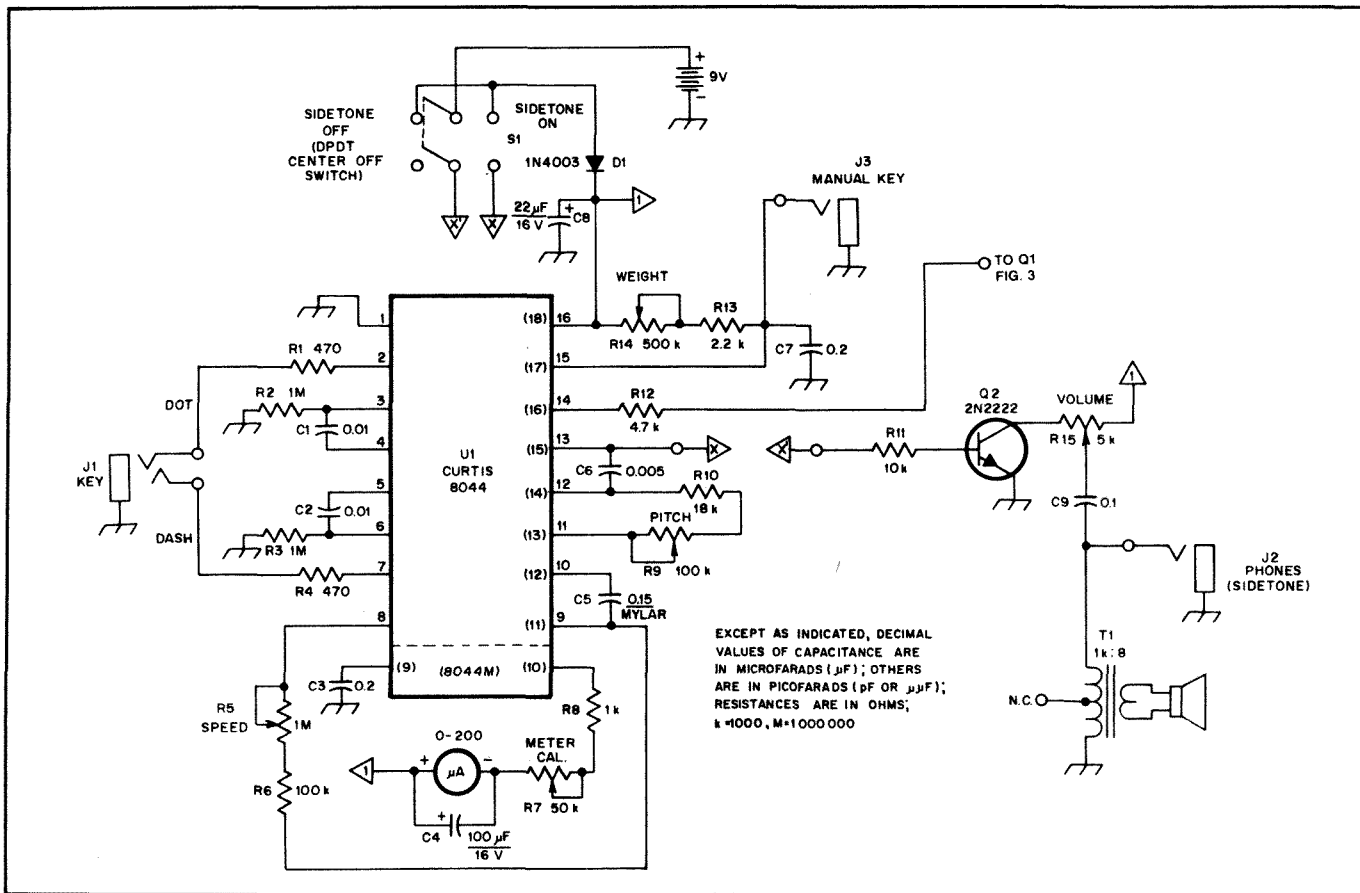 +
9V
-
SIDETONE
OFF
(DPDT
CENTER OFF
SWITCH)
SIDETONE
ON
S1
1N4003
D1
X'
X
22µF
16 V
+
C8
1
J3
MANUAL KEY
TO Q1
FIG. 3
WEIGHT
R14 500 k
R13
2.2 k
C7
0.2
1
2
3
4
5
6
7
8
(9)
(18)
16
(17)
15
(16)
14
(15)
13
(14)
12
(13)
11
(12)
10
(11)
9
(10)
U1
CURTIS
8044
(8044M)
R1 470
R2 1M
C1
0.01
DOT
J1
KEY
DASH
C2
0.01
R3 1M
R4 470
R12
4.7 k
C6
0.005
X
R10
18k
PITCH
R9
100 k
C5
0.15
MYLAR
X'
R11
10k
Q2
2N2222
VOLUME
R15 5 k
1
C9
0.1
J2
PHONES
(SIDETONE)
T1
1k:8
N.C.
C3
0.2
R5
SPEED
1M
R6
100 k
1
0-200
+
µA
-
METER
CAL.
R7 50k
R8
1k
+
C4
100 µF
16 V
EXCEPT AS INDICATED, DECIMAL
VALUES OF CAPACITANCE ARE
IN MICROFARADS (µF); OTHERS
ARE IN PICOFARADS (pF OR µµF);
RESISTANCES ARE IN OHMS;
k=1000, M=1000000